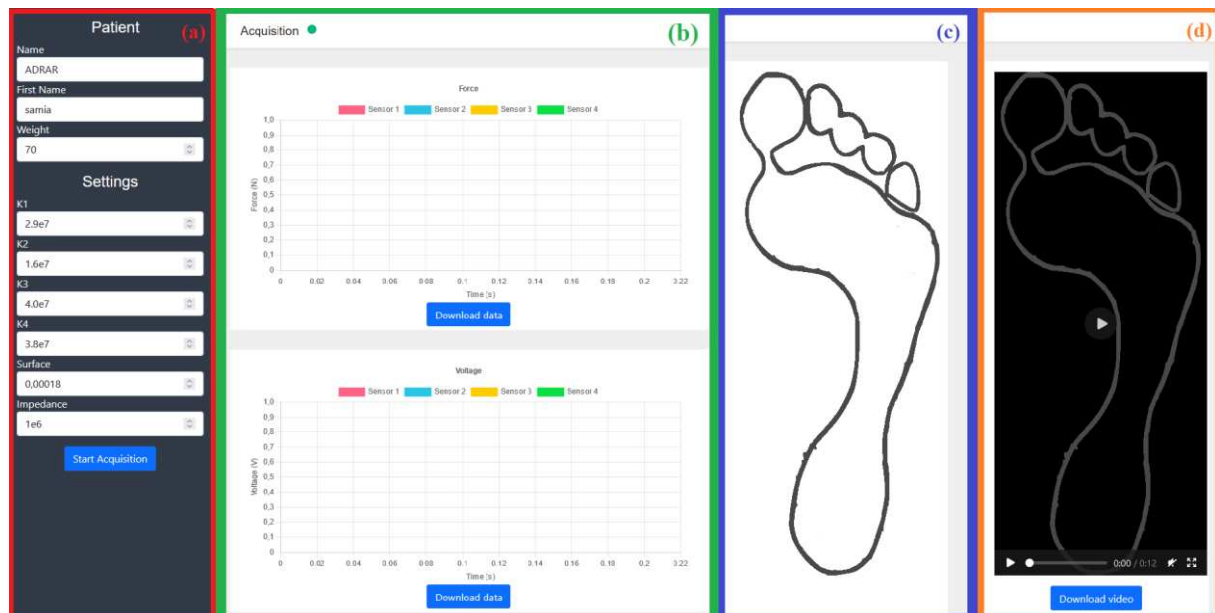 Patient
(a)
Name
ADRAR
First Name
samia
Weight
70
Settings
K1
2.9e7
K2
1.6e7
K3
4.0e7
K4
3.8e7
Surface
0,00018
Impedance
1e6
Start Acquisition
Acquisition
(b)
Force
Sensor 1 Sensor 2 Sensor 3 Sensor 4
1,0
0,9
0,8
0,7
0,6
0,5
0,4
0,3
0,2
0,1
0
Force (N)
0 0.02 0.04 0.06 0.08 0.1 0.12 0.14 0.16 0.18 0.2 3.22
Time (s)
Download data
Voltage
Sensor 1 Sensor 2 Sensor 3 Sensor 4
1,0
0,9
0,8
0,7
0,6
0,5
0,4
0,3
0,2
0,1
0
Voltage (V)
0 0.02 0.04 0.06 0.08 0.1 0.12 0.14 0.16 0.18 0.2 3.22
Time (s)
Download data
(c)
(d)
0:00 / 0:12
Download video